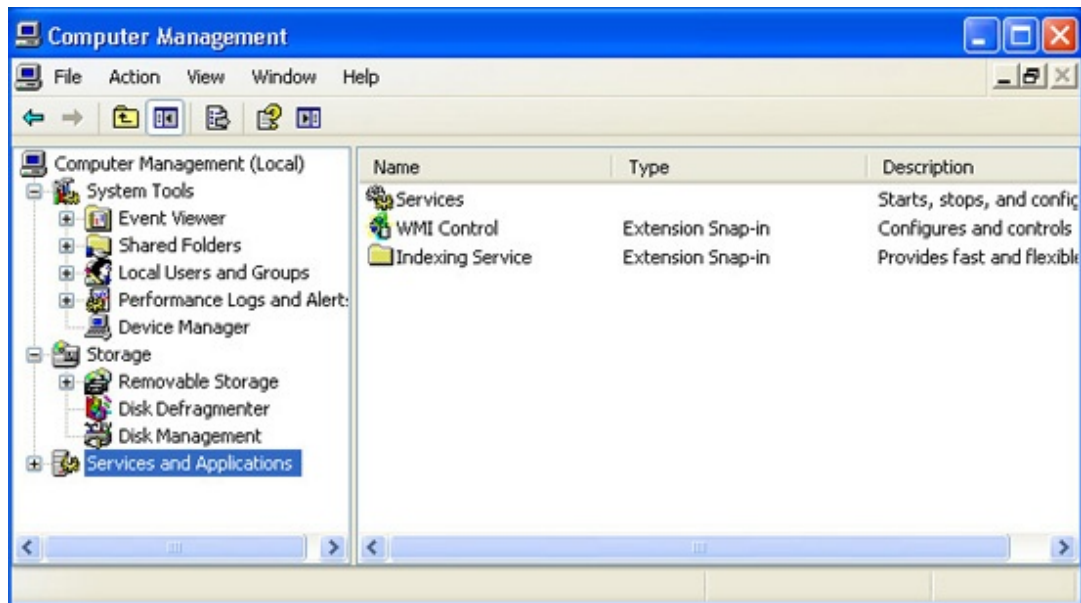 Computer Management
File Action View Window Help
Computer Management (Local)
System Tools
Event Viewer
Shared Folders
Local Users and Groups
Performance Logs and Alert
Device Manager
Storage
Removable Storage
Disk Defragmenter
Disk Management
Services and Applications
Name Type Description
Services Starts, stops, and config
WMI Control Extension Snap-in Configures and controls
Indexing Service Extension Snap-in Provides fast and flexible